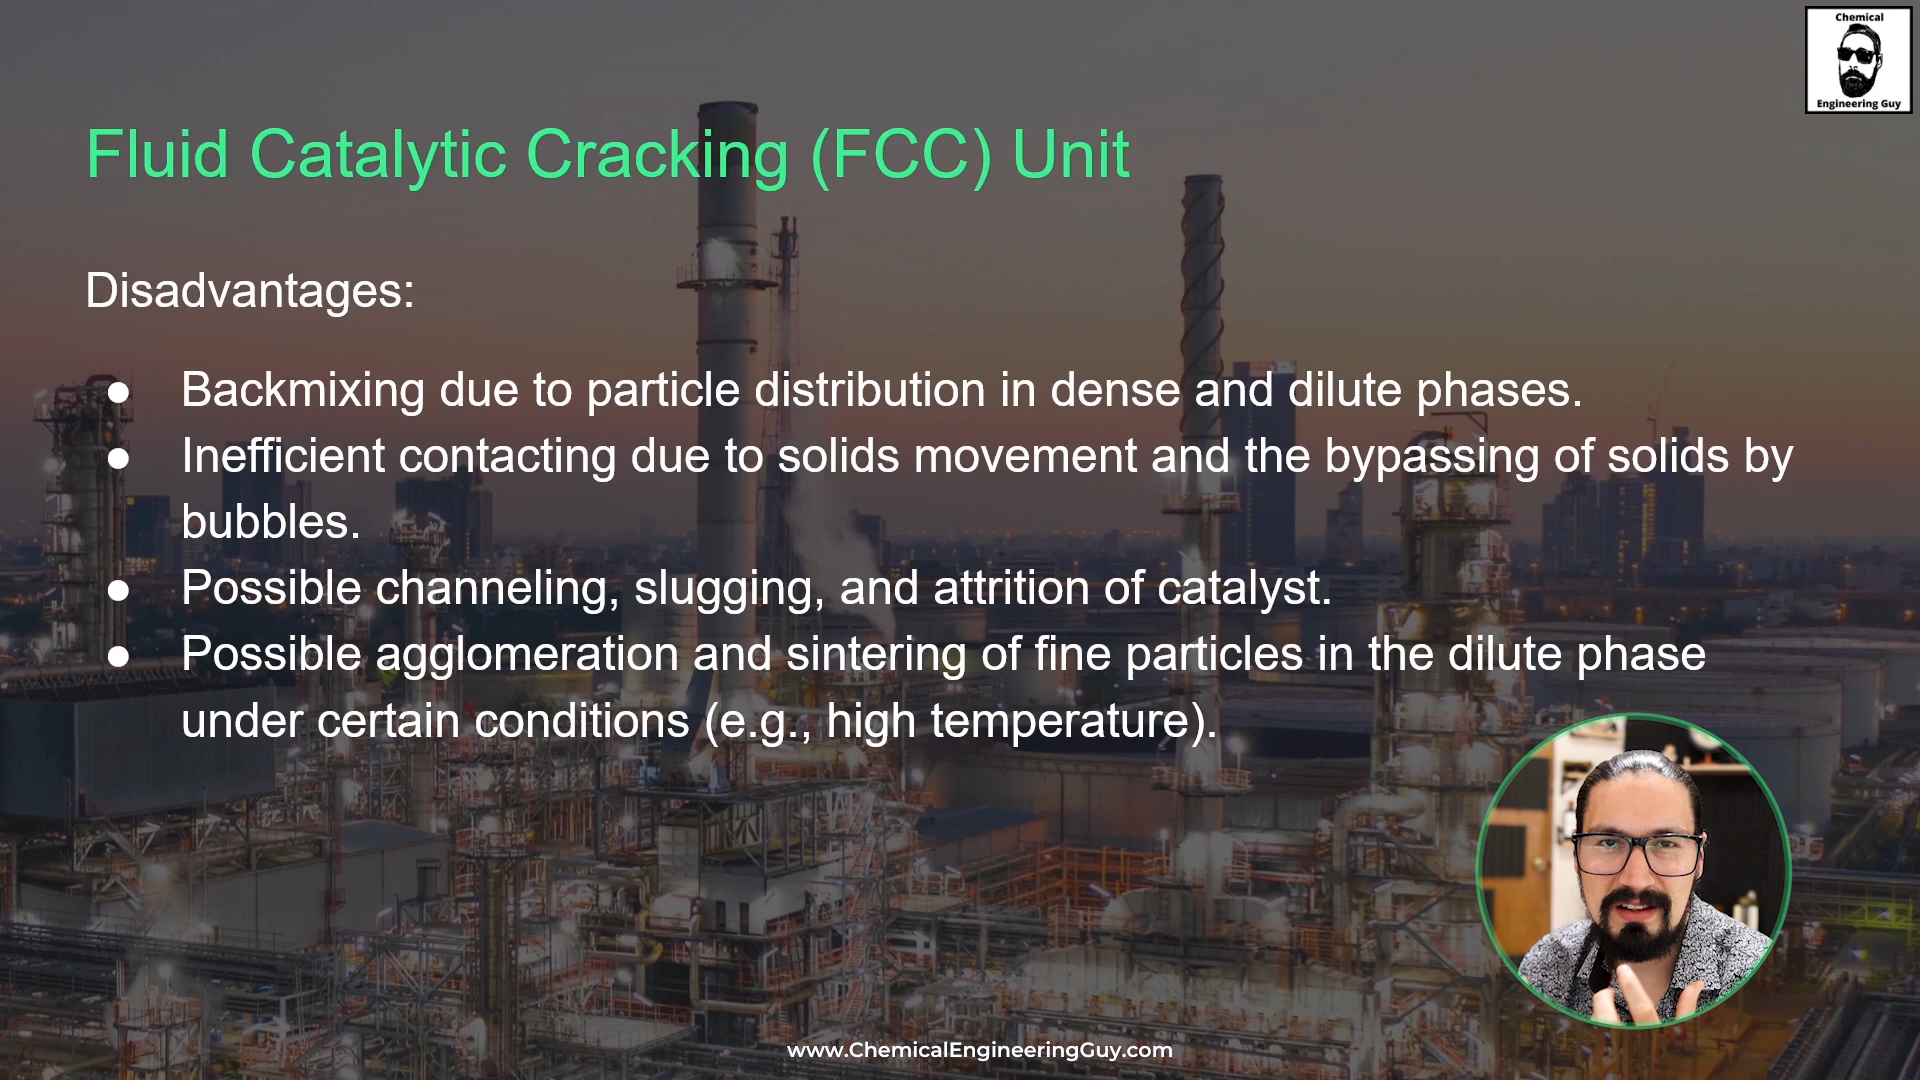 Chemical
Engineering Guy
Fluid Catalytic Cracking (FCC) Unit
Disadvantages:
● Backmixing due to particle distribution in dense and dilute phases.
● Inefficient contacting due to solids movement and the bypassing of solids by
bubbles.
● Possible channeling, slugging, and attrition of catalyst.
● Possible agglomeration and sintering of fine particles in the dilute phase
under certain conditions (e.g., high temperature).
www.ChemicalEngineeringGuy.com